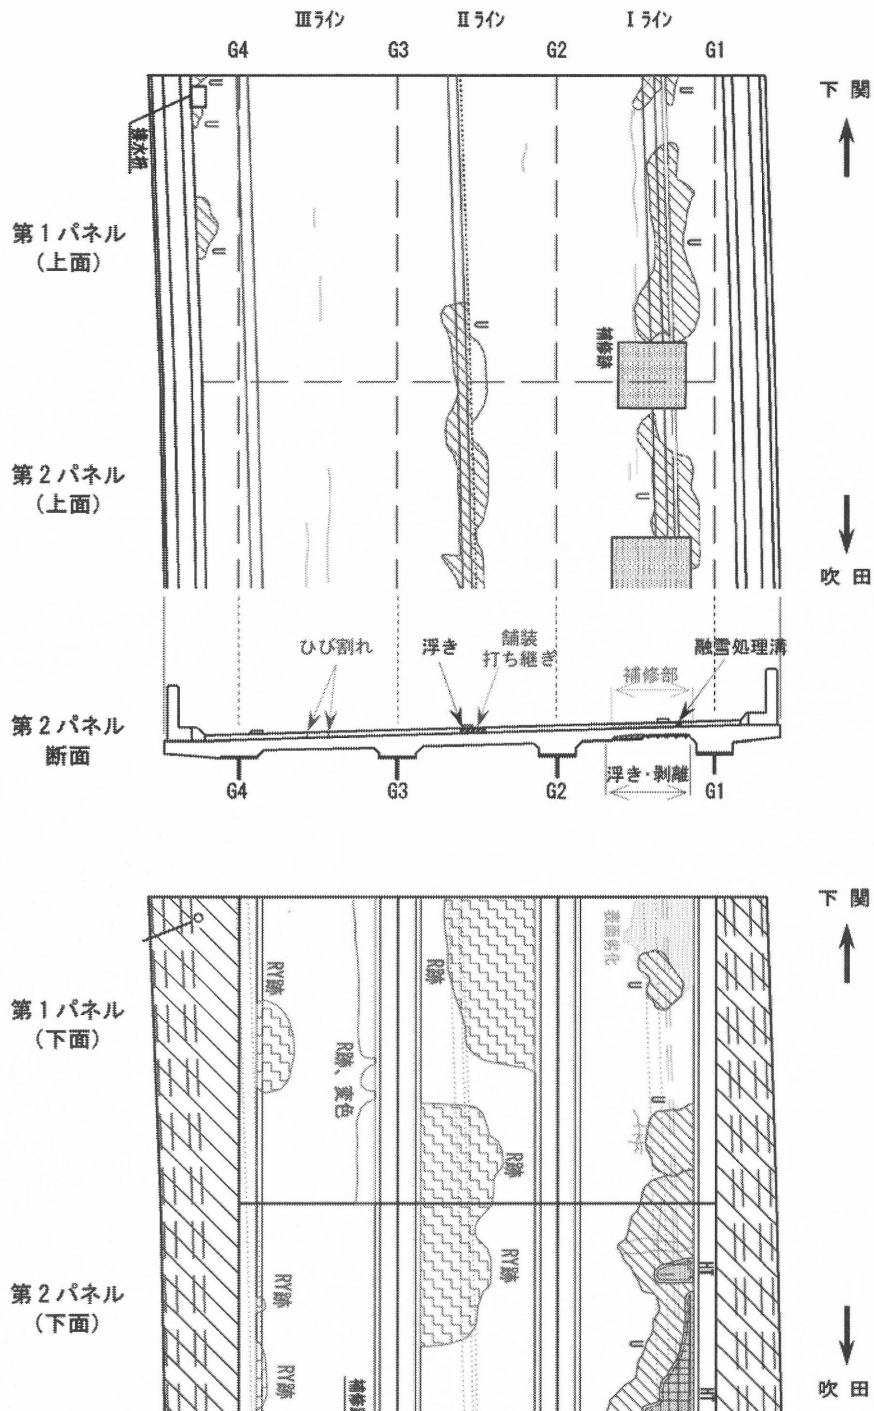 Ⅲライン Ⅱライン Ⅰライン
G4 G3 G2 G1
下関
排水桝
U
U
U
U
U
U
U
補修跡
第1パネル
(上面)
第2パネル
(上面)
吹田
ひび割れ 浮き 舗装
打ち継ぎ
補修部 融雪処理溝
第2パネル
断面
浮き・剥離
G4 G3 G2 G1
下関
表面劣化
RY跡
R跡
U
第1パネル
(下面)
R跡、変色
U
R跡
HT
RY跡
RY跡
第2パネル
(下面)
U
RY跡
HT
吹田